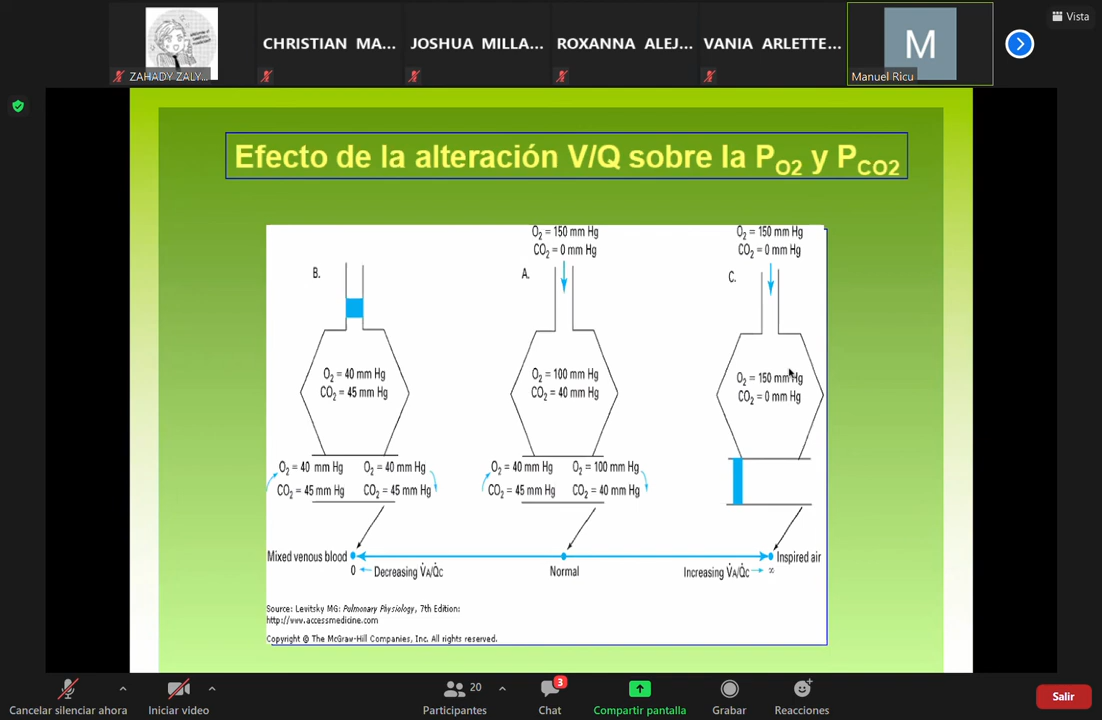 Vista
ZAHADY ZALY...
CHRISTIAN MA...
JOSHUA MILLA...
ROXANNA ALEJ...
VANIA ARLETTE...
M
Manuel Ricu
Efecto de la alteración V/Q sobre la PO2 y PCO2
O2 = 150 mm Hg
CO2 = 0 mm Hg
O2 = 150 mm Hg
CO2 = 0 mm Hg
B.
A.
C.
O2 = 40 mm Hg
CO2 = 45 mm Hg
O2 = 100 mm Hg
CO2 = 40 mm Hg
O2 = 150 mm Hg
CO2 = 0 mm Hg
O2 = 40 mm Hg
O2 = 40 mm Hg
CO2 = 45 mm Hg
CO2 = 45 mm Hg
O2 = 40 mm Hg
O2 = 100 mm Hg
CO2 = 45 mm Hg
CO2 = 40 mm Hg
Mixed venous blood
Inspired air
0
Decreasing V̇A/Q̇C
Normal
Increasing V̇A/Q̇C
∞
Source: Levitsky MG: Pulmonary Physiology, 7th Edition:
http://www.accessmedicine.com
Copyright © The McGraw-Hill Companies, Inc. All rights reserved.
Cancelar silenciar ahora
Iniciar video
20
Participantes
3
Chat
Compartir pantalla
Grabar
Reacciones
Salir